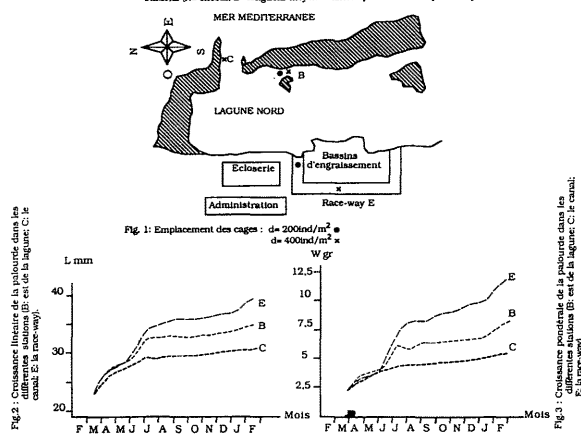 MER MEDITERRANEE
N
E
S
O
C
B
LAGUNE NORD
Ecloserie
Bassins
d'engraissement
Administration
Race-way E
Fig. 1: Emplacement des cages : d= 200ind/m² ●
d= 400ind/m² ×
Fig.2 : Croissance linéaire de la palourde dans les
différentes stations (B: est de la lagune; C: le
canal; E: la race-way).
L mm
40
30
20
E
B
C
Mois
F M A M J J A S O N D J F
W gr
12,5
10
7,5
5
2,5
E
B
C
Mois
F M A M J J A S O N D J F
Fig.3 : Croissance pondérale de la palourde dans les
différentes stations (B: est de la lagune; C: le canal;
E: la race-way)